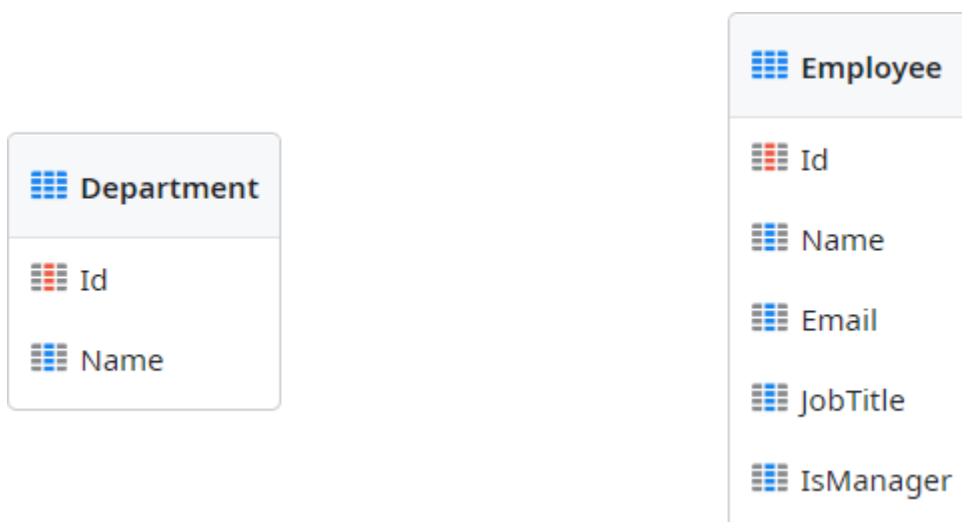 Department
Id
Name
Employee
Id
Name
Email
JobTitle
IsManager